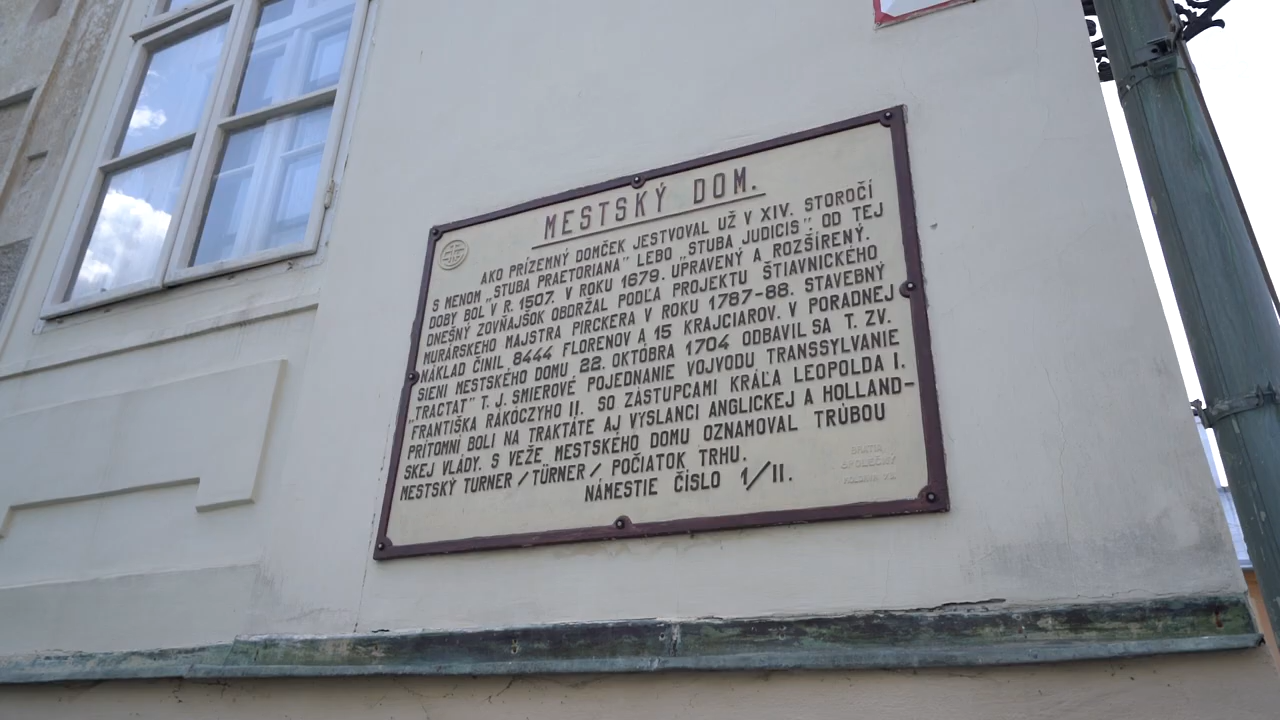 MESTSKÝ DOM.
AKO PRÍZEMNÝ DOMČEK JESTVOVAL UŽ V XIV. STOROČÍ
S MENOM „STUBA PRAETORIANA" LEBO „STUBA JUDICIS". OD TEJ
DOBY BOL V R. 1507. V ROKU 1679. UPRAVENÝ A ROZŠÍRENÝ.
DNEŠNÝ ZOVŇAJŠOK OBDRŽAL PODĽA PROJEKTU ŠTIAVNICKÉHO
MURÁRSKEHO MAJSTRA PIRCKERA V ROKU 1787-88. STAVEBNÝ
NÁKLAD ČINIL 8444 FLORENOV A 15 KRAJCIAROV. V PORADNEJ
SIENI MESTSKÉHO DOMU 22. OKTÓBRA 1704 ODBAVIL SA T. ZV.
„TRACTAT" T. J. SMIEROVÉ POJEDNANIE VOJVODU TRANSSYLVANIE
FRANTIŠKA RÁKÓCZYHO II. SO ZÁSTUPCAMI KRÁĽA LEOPOLDA I.
PRÍTOMNÍ BOLI NA TRAKTÁTE AJ VYSLANCI ANGLICKEJ A HOLLAND-
SKEJ VLÁDY. S VEŽE MESTSKÉHO DOMU OZNAMOVAL TRÚBOU
MESTSKÝ TURNER /TÜRNER/ POČIATOK TRHU.
NÁMESTIE ČÍSLO 1/II.